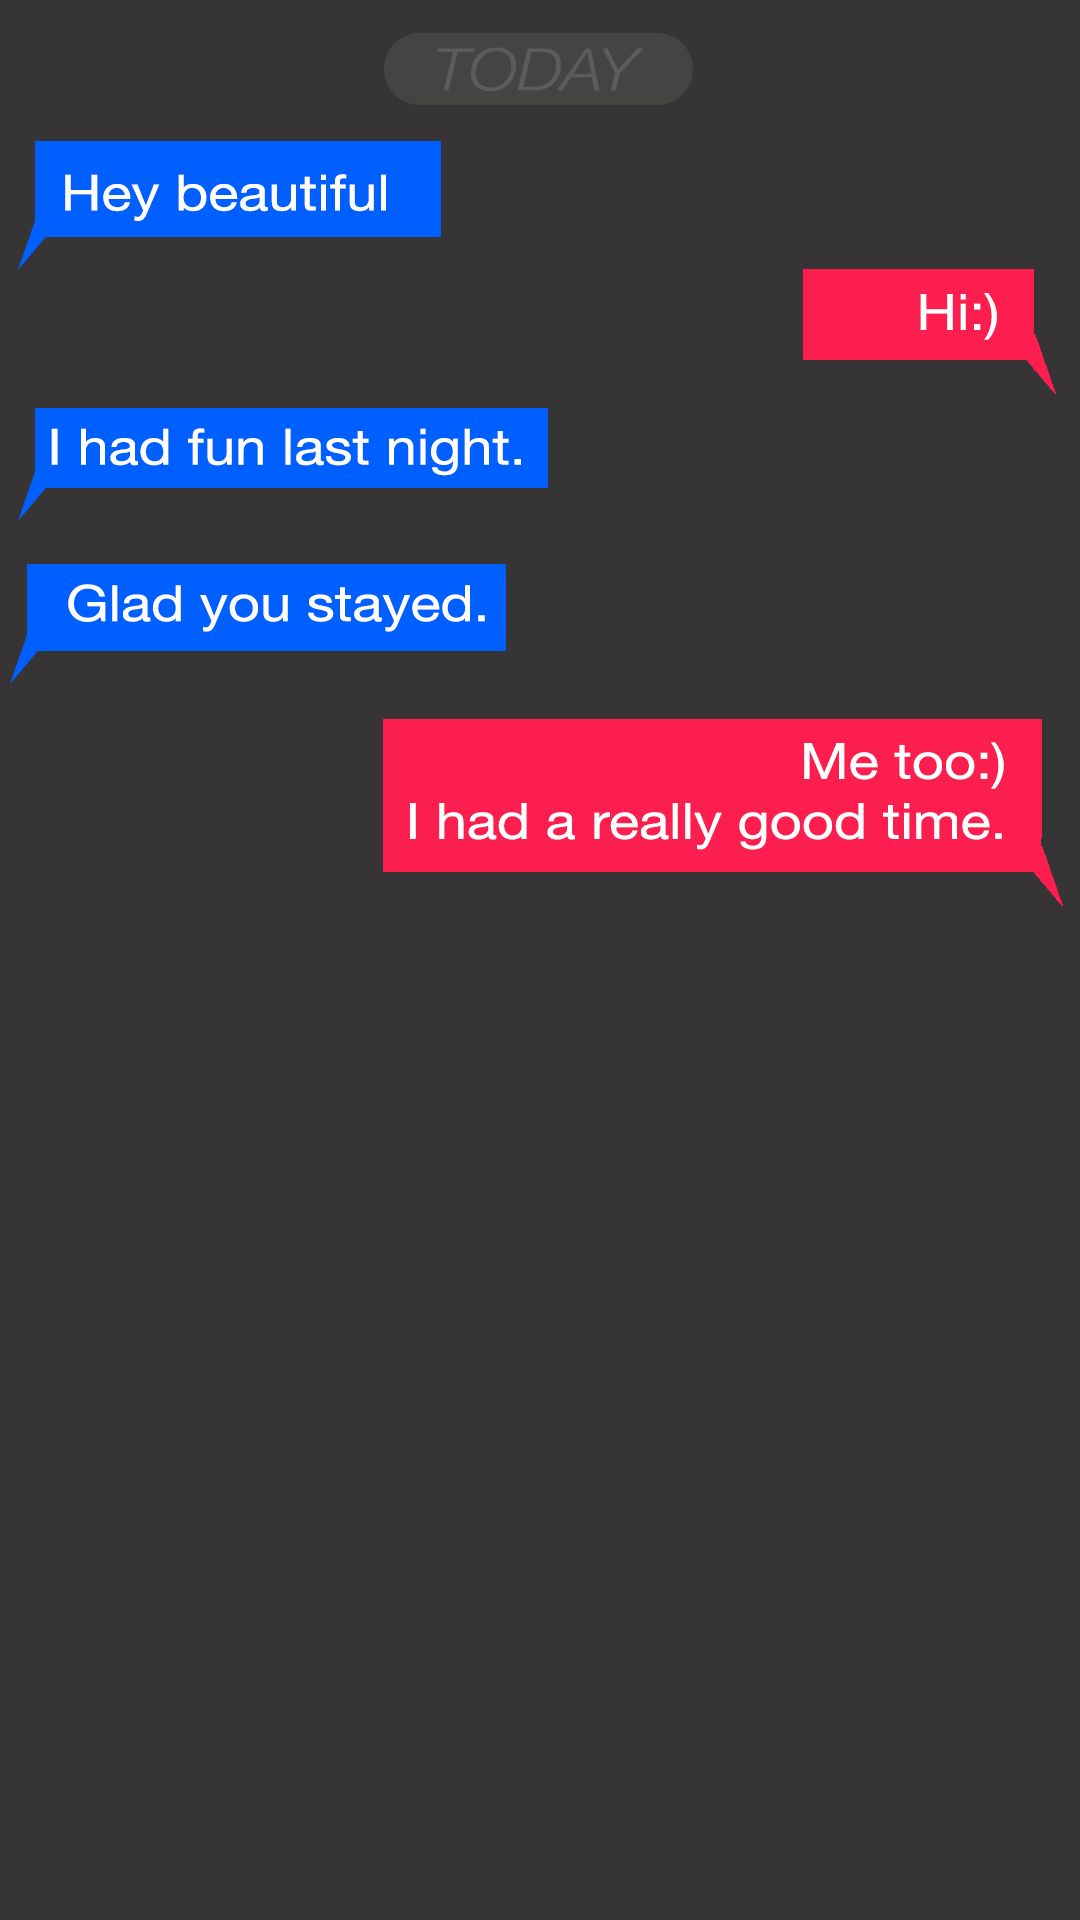 TODAY
Hey beautiful
Hi:)
I had fun last night.
Glad you stayed.
Me too:)
I had a really good time.